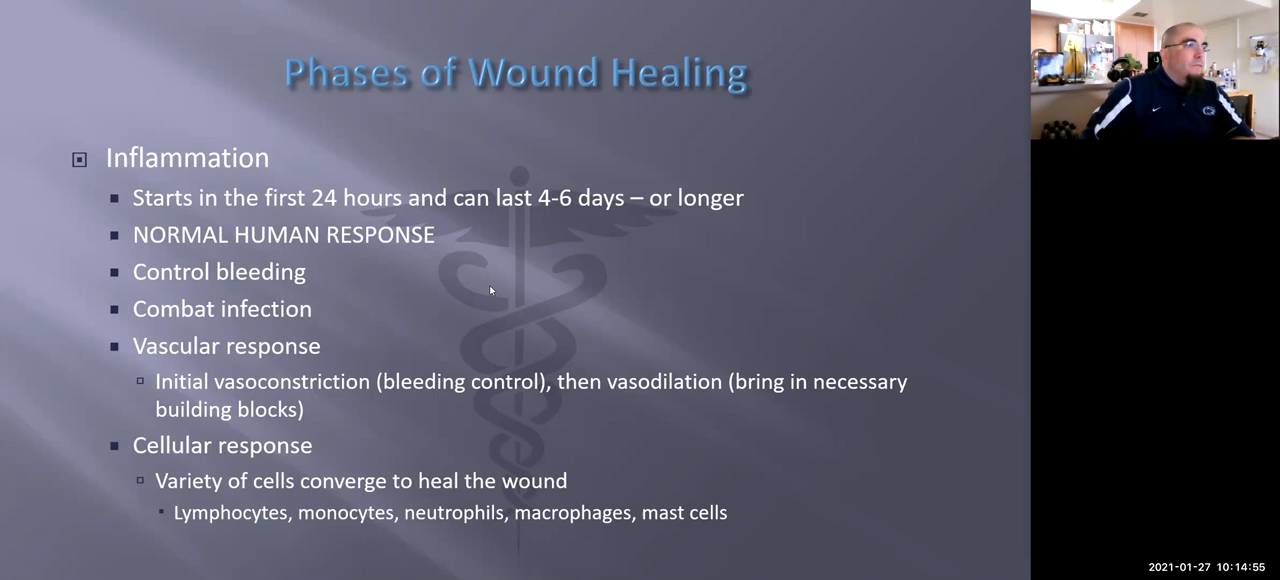 Phases of Wound Healing
Inflammation
Starts in the first 24 hours and can last 4-6 days – or longer
NORMAL HUMAN RESPONSE
Control bleeding
Combat infection
Vascular response
Initial vasoconstriction (bleeding control), then vasodilation (bring in necessary
building blocks)
Cellular response
Variety of cells converge to heal the wound
Lymphocytes, monocytes, neutrophils, macrophages, mast cells
2021-01-27 10:14:55